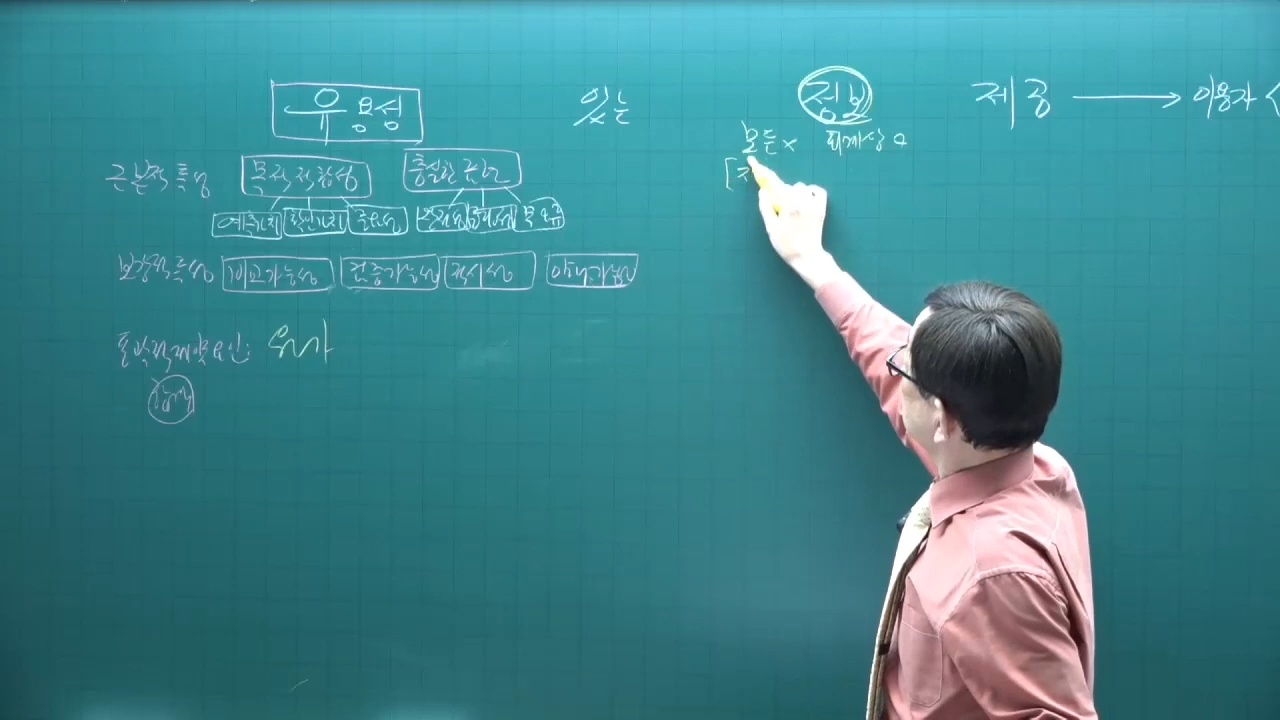 유용성 있는 정보 제공 → 이용자 <
모든 × 회계상 o
근본적 특성 목적적합성 충실한 표현
예측가치 확인가치 중요성 완전성 중립성 무오류
보강적 특성 비교가능성 검증가능성 적시성 이해가능성
포괄적제약요인: 원가